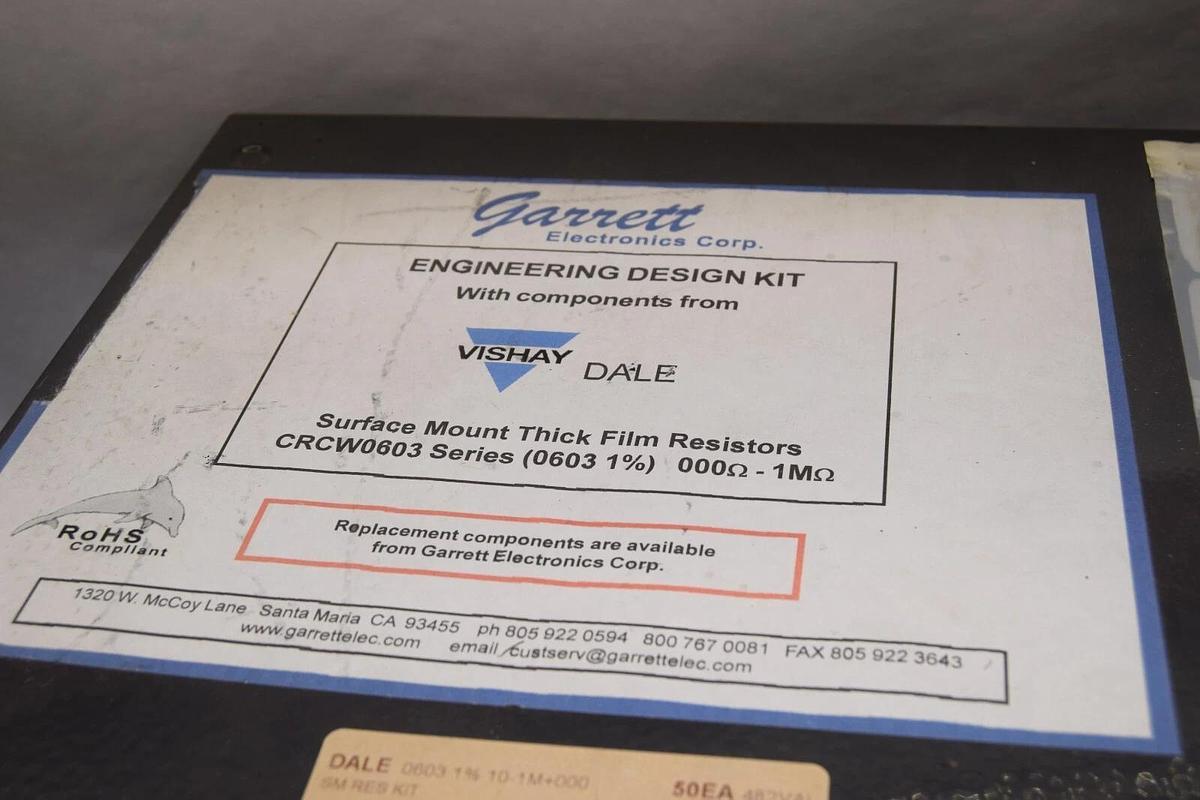 Garrett
Electronics Corp.
ENGINEERING DESIGN KIT
With components from
VISHAY DALE
Surface Mount Thick Film Resistors
CRCW0603 Series (0603 1%) 000Ω - 1MΩ
RoHS
Compliant
Replacement components are available
from Garrett Electronics Corp.
1320 W. McCoy Lane Santa Maria CA 93455 ph 805 922 0594 800 767 0081 FAX 805 922 3643
www.garrettelec.com email custserv@garrettelec.com
DALE 0603 1% 10-1M+000
SM RES KIT 50EA